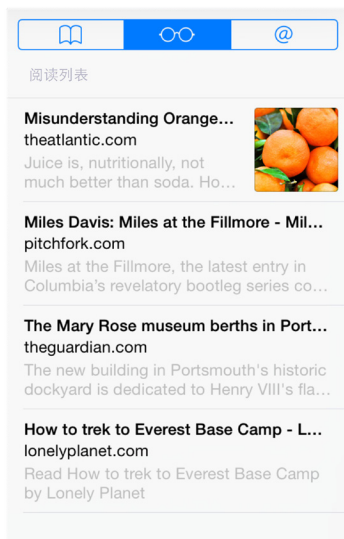 @
阅读列表
Misunderstanding Orange…
theatlantic.com
Juice is, nutritionally, not
much better than soda. Ho…
Miles Davis: Miles at the Fillmore - Mil…
pitchfork.com
Miles at the Fillmore, the latest entry in
Columbia's revelatory bootleg series co…
The Mary Rose museum berths in Port…
theguardian.com
The new building in Portsmouth's historic
dockyard is dedicated to Henry VIII's fla…
How to trek to Everest Base Camp - L…
lonelyplanet.com
Read How to trek to Everest Base Camp
by Lonely Planet